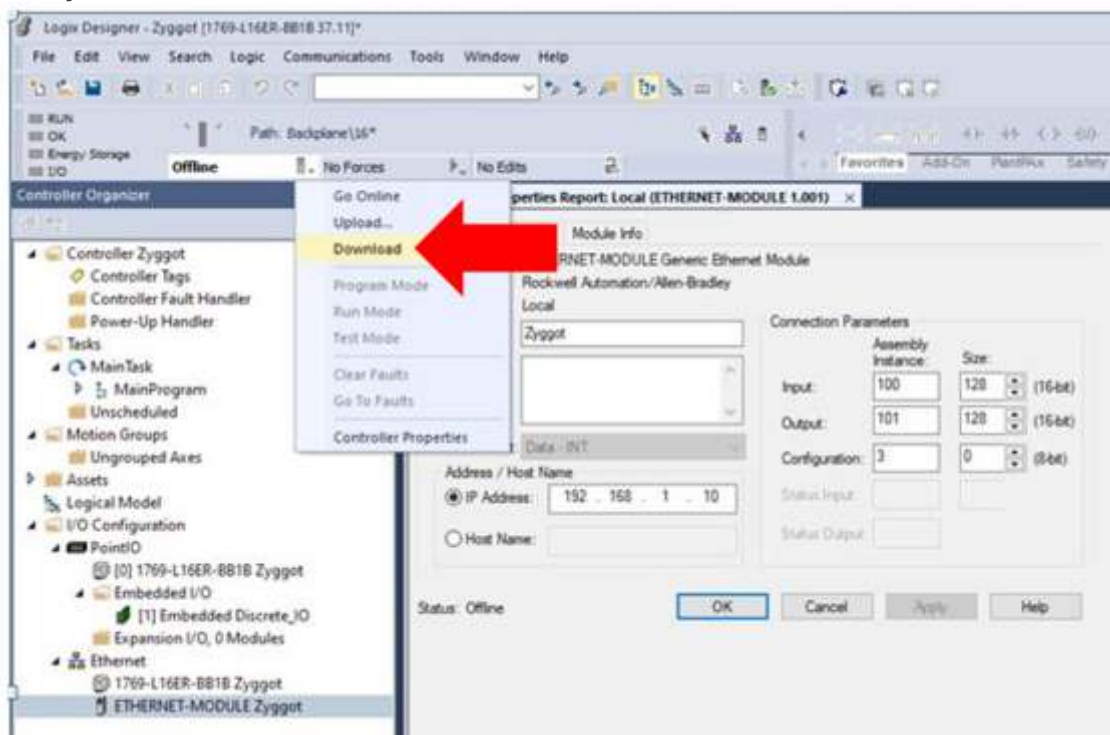 Logix Designer - Zyggot [1769-L16ER-BB1B 37.11]*
File Edit View Search Logic Communications Tools Window Help
RUN
OK
Energy Storage
I/O
Path: Backplane\16*
Offline
No Forces
No Edits
Favorites Add-On PlantPAx Safety
Controller Organizer
Go Online
Upload...
Download
Program Mode
Run Mode
Test Mode
Clear Faults
Go To Faults
Controller Properties
Controller Zyggot
Controller Tags
Controller Fault Handler
Power-Up Handler
Tasks
MainTask
MainProgram
Unscheduled
Motion Groups
Ungrouped Axes
Assets
Logical Model
I/O Configuration
PointIO
[0] 1769-L16ER-BB1B Zyggot
Embedded I/O
[1] Embedded Discrete_IO
Expansion I/O, 0 Modules
Ethernet
1769-L16ER-BB1B Zyggot
ETHERNET-MODULE Zyggot
perties Report: Local (ETHERNET-MODULE 1.001) ×
Module Info
RNET-MODULE Generic Ethernet Module
Rockwell Automation/Allen-Bradley
Local
Zyggot
Data - INT
Address / Host Name
IP Address: 192 . 168 . 1 . 10
Host Name:
Connection Parameters
Assembly Instance: Size:
Input: 100 128 (16-bit)
Output: 101 128 (16-bit)
Configuration: 3 0 (8-bit)
Status Input:
Status Output:
Status: Offline
OK Cancel Apply Help